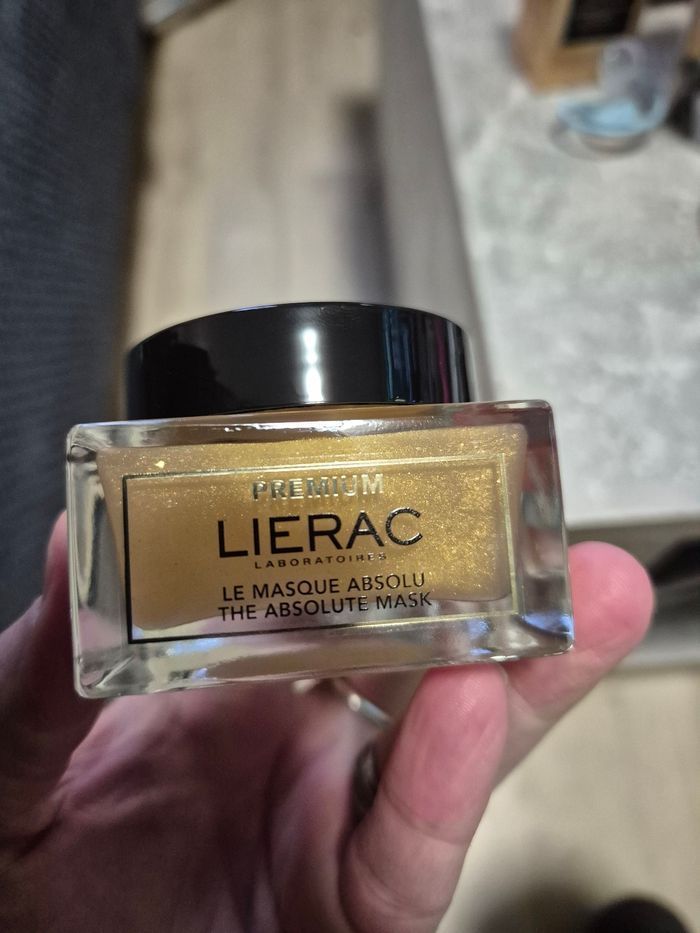 PREMIUM
LIERAC
LABORATOIRES
LE MASQUE ABSOLU
THE ABSOLUTE MASK